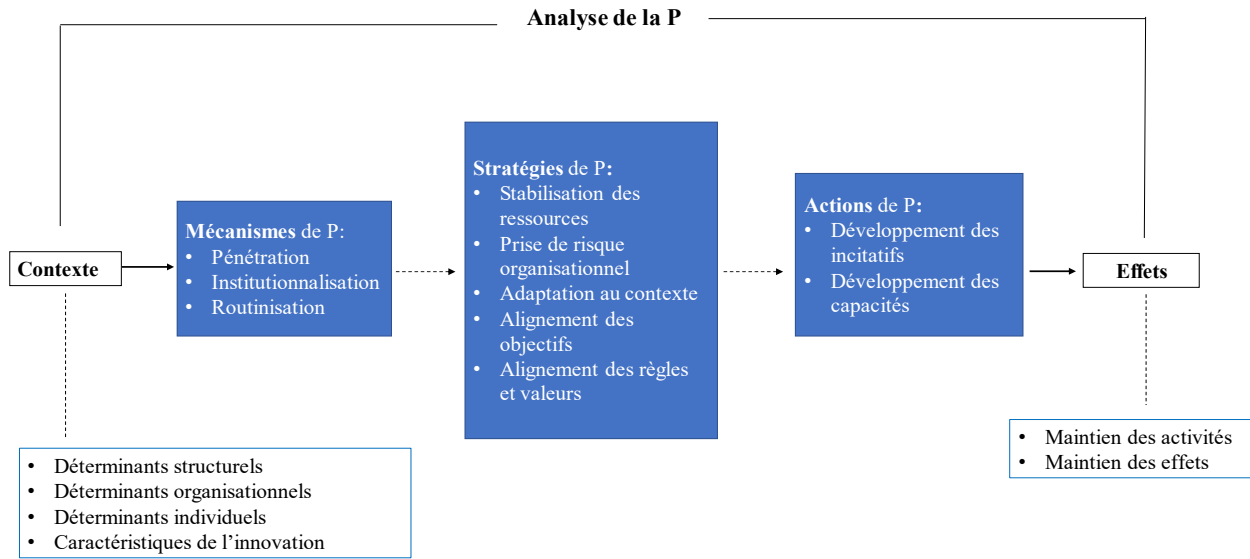 Analyse de la P
Contexte
Mécanismes de P:
• Pénétration
• Institutionnalisation
• Routinisation
Stratégies de P:
• Stabilisation des
ressources
• Prise de risque
organisationnel
• Adaptation au contexte
• Alignement des
objectifs
• Alignement des règles
et valeurs
Actions de P:
• Développement des
incitatifs
• Développement des
capacités
Effets
• Déterminants structurels
• Déterminants organisationnels
• Déterminants individuels
• Caractéristiques de l’innovation
• Maintien des activités
• Maintien des effets